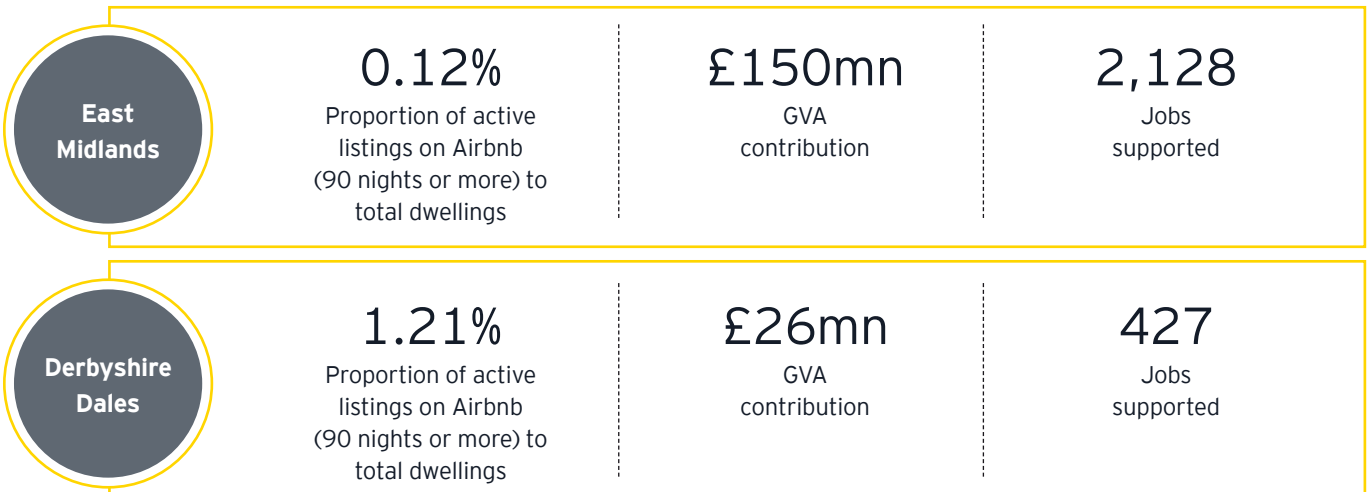 East
Midlands
0.12%
Proportion of active
listings on Airbnb
(90 nights or more) to
total dwellings
£150mn
GVA
contribution
2,128
Jobs
supported
Derbyshire
Dales
1.21%
Proportion of active
listings on Airbnb
(90 nights or more) to
total dwellings
£26mn
GVA
contribution
427
Jobs
supported